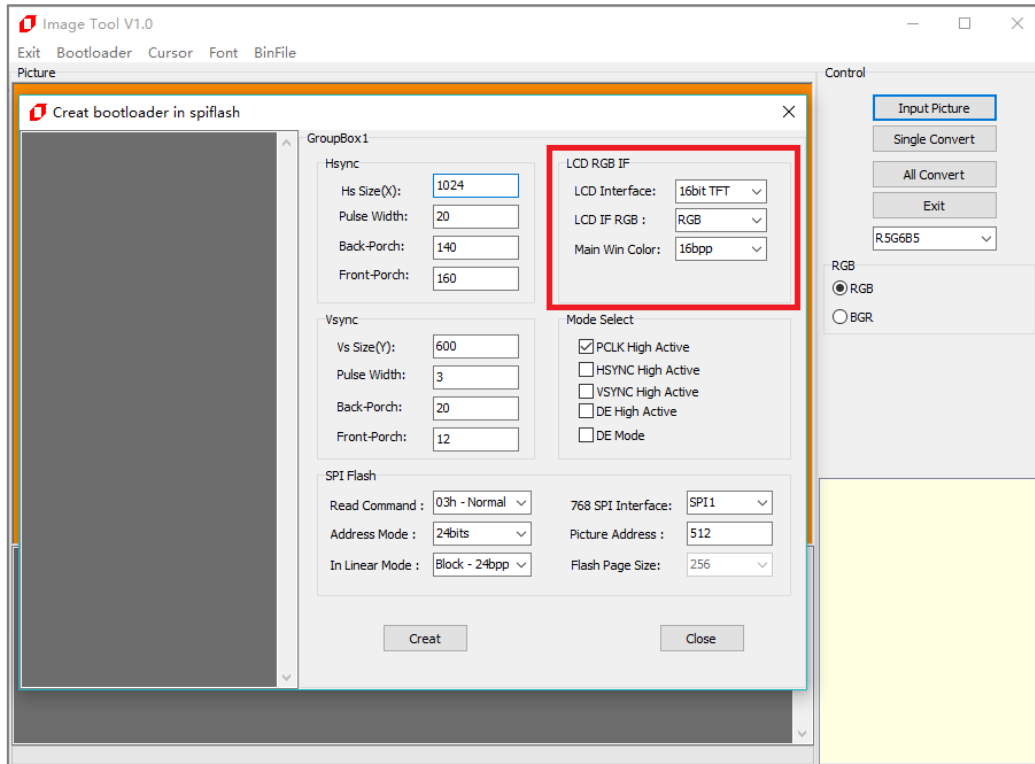 Image Tool V1.0
Exit Bootloader Cursor Font BinFile
Picture
Control
Input Picture
Single Convert
All Convert
Exit
R5G6B5
RGB
RGB
BGR
Creat bootloader in spiflash
GroupBox1
Hsync
Hs Size(X): 1024
Pulse Width: 20
Back-Porch: 140
Front-Porch: 160
LCD RGB IF
LCD Interface: 16bit TFT
LCD IF RGB : RGB
Main Win Color: 16bpp
Vsync
Vs Size(Y): 600
Pulse Width: 3
Back-Porch: 20
Front-Porch: 12
Mode Select
PCLK High Active
HSYNC High Active
VSYNC High Active
DE High Active
DE Mode
SPI Flash
Read Command : 03h - Normal
Address Mode : 24bits
In Linear Mode : Block - 24bpp
768 SPI Interface: SPI1
Picture Address : 512
Flash Page Size: 256
Creat
Close